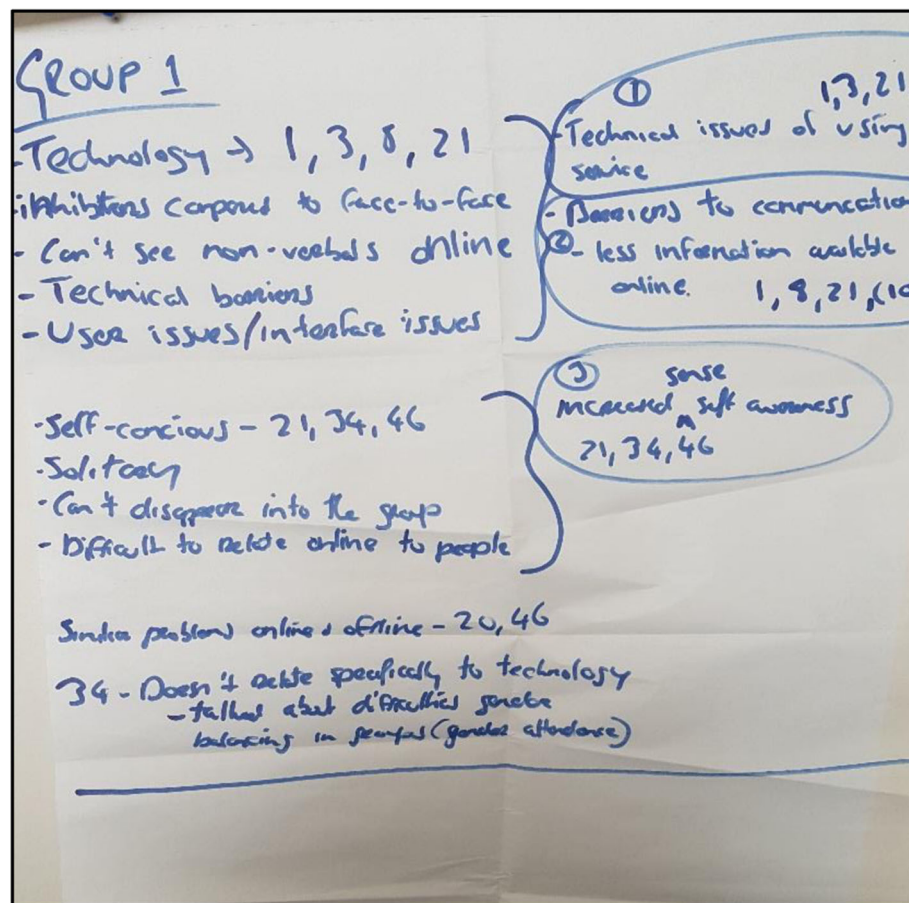 GROUP 1
-Technology → 1, 3, 8, 21
-inhibitions compared to face-to-face
- Can't see non-verbals online
- Technical barriers
- User issues/interface issues
-Self-concious - 21, 34, 46
-Solitary
-Can't disappear into the group
- Difficult to relate online to people
Similar problems online & offline - 20, 46
34 - Doesn't relate specifically to technology
- talked about difficulties gender
balancing in groups (gender attendance)
① 1,3,21
-Technical issues of using
service
- Barriers to communication
② - less information available
online. 1, 8, 21, (10
③ sense
increased ^ self awareness
21, 34, 46